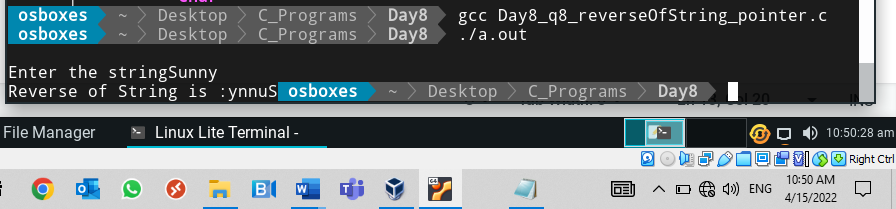 osboxes ~ Desktop C_Programs Day8 gcc Day8_q8_reverseOfString_pointer.c
osboxes ~ Desktop C_Programs Day8 ./a.out
Enter the stringSunny
Reverse of String is :ynnuSosboxes ~ Desktop C_Programs Day8
File Manager Linux Lite Terminal - 10:50:28 am
Right Ctrl
ENG 10:50 AM
4/15/2022